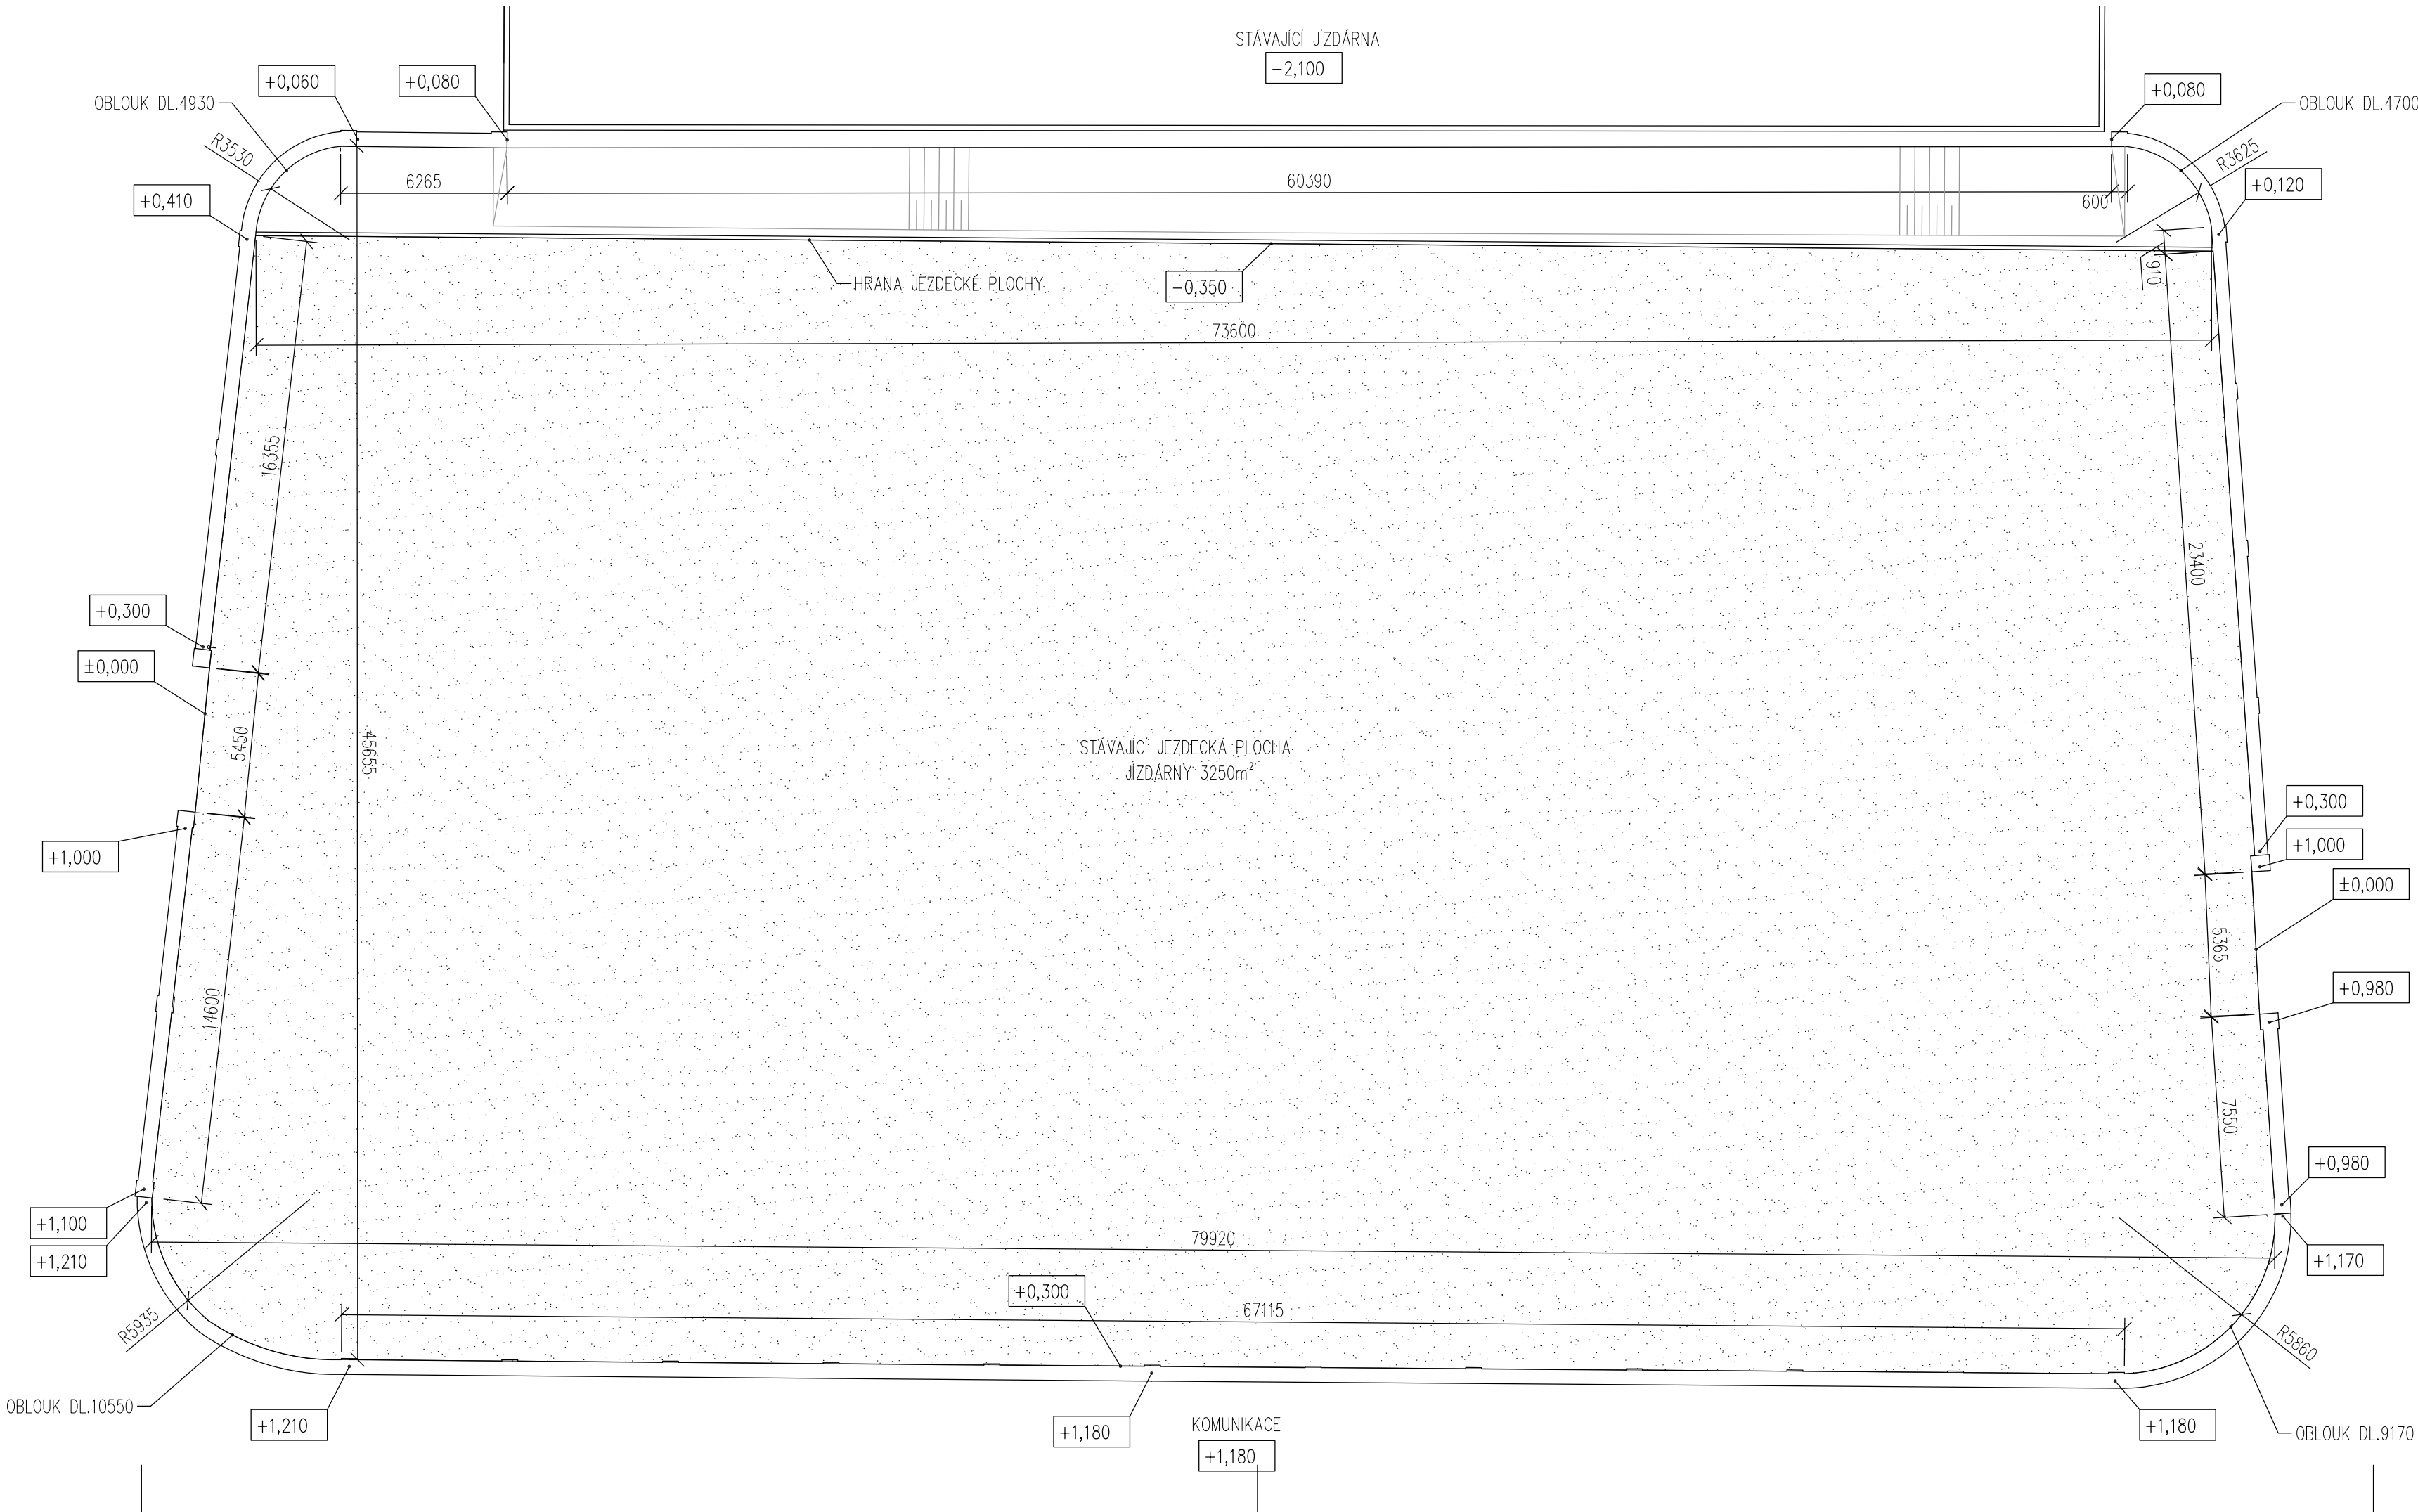 STÁVAJÍCÍ JÍZDÁRNA
-2,100
+0,060
+0,080
+0,080
OBLOUK DL.4930
OBLOUK DL.4700
R3530
R3625
+0,410
6265
60390
600
+0,120
910
HRANA JEZDECKÉ PLOCHY
-0,350
73600
16355
23400
+0,300
±0,000
5450
45655
STÁVAJÍCÍ JEZDECKÁ PLOCHA
JÍZDÁRNY 3250m²
+0,300
+1,000
+1,000
±0,000
5365
+0,980
14600
7550
+0,980
+1,100
+1,210
79920
+1,170
+0,300
67115
R5935
R5860
OBLOUK DL.10550
+1,210
+1,180
KOMUNIKACE
+1,180
+1,180
OBLOUK DL.9170